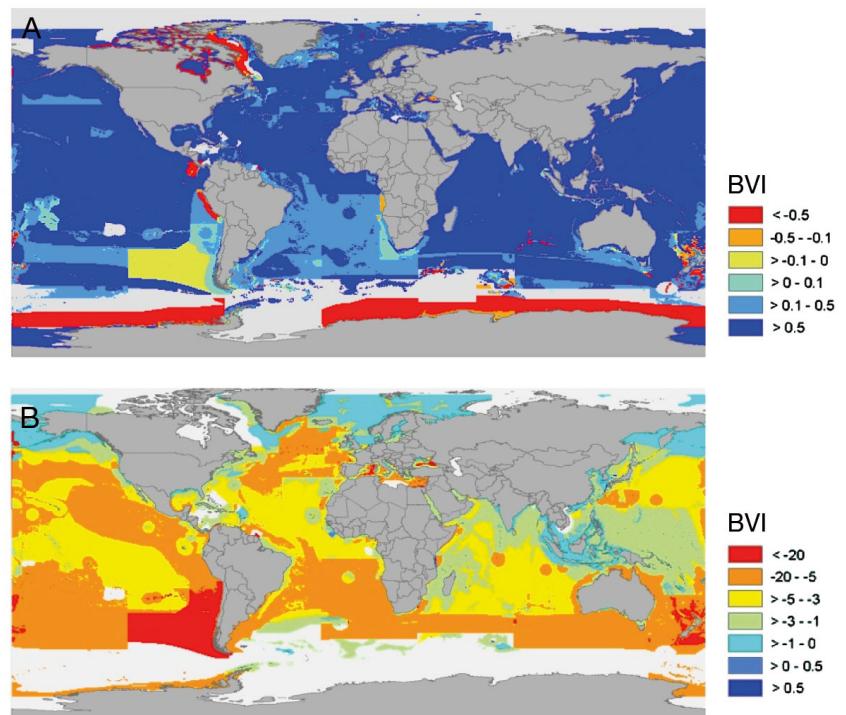 A
BVI
< -0.5
-0.5 - -0.1
> -0.1 - 0
> 0 - 0.1
> 0.1 - 0.5
> 0.5
B
BVI
< -20
-20 - -5
> -5 - -3
> -3 - -1
> -1 - 0
> 0 - 0.5
> 0.5